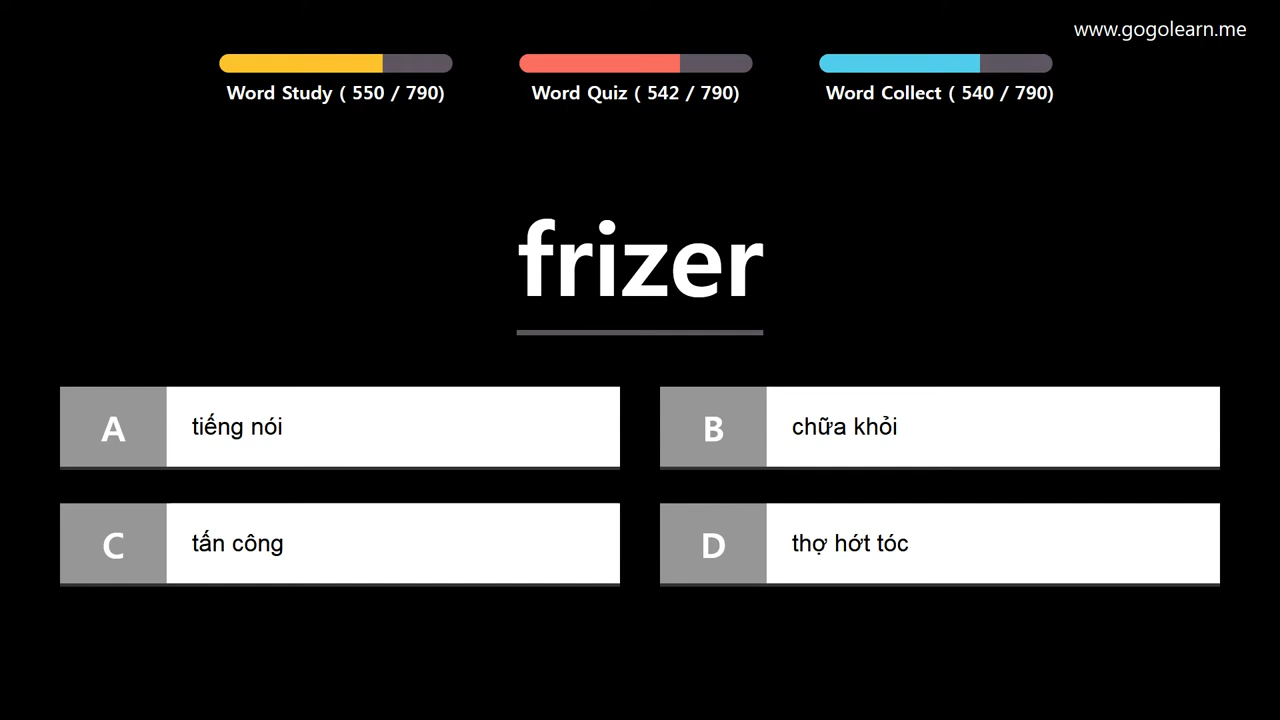 www.gogolearn.me
Word Study ( 550 / 790)
Word Quiz ( 542 / 790)
Word Collect ( 540 / 790)
frizer
A tiếng nói
B chữa khỏi
C tấn công
D thợ hớt tóc